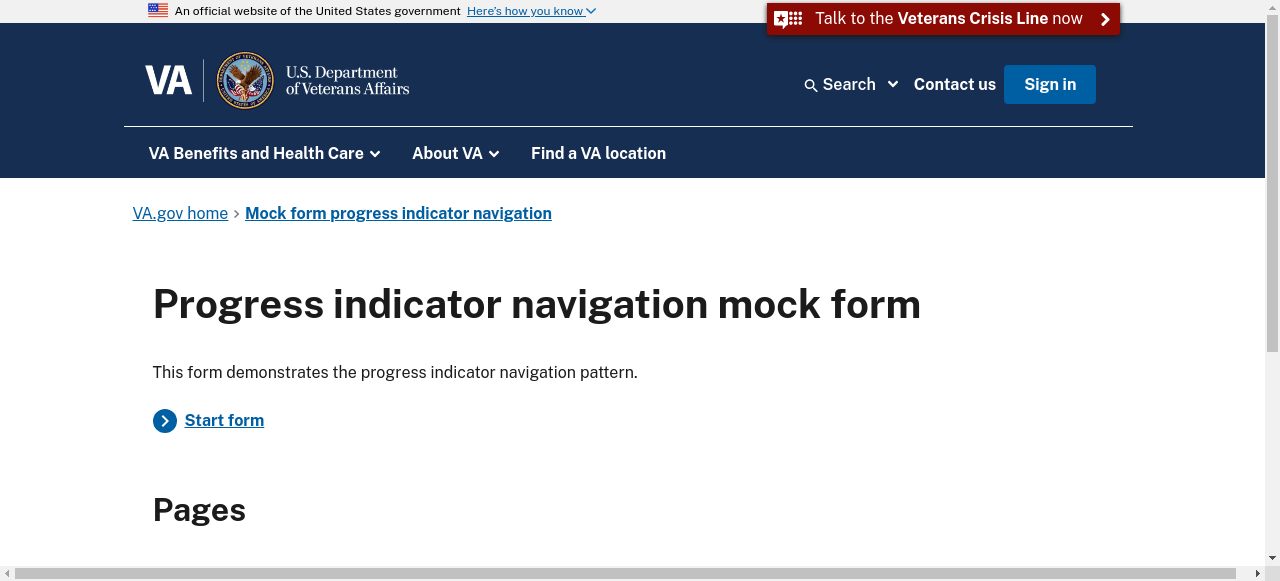 An official website of the United States government Here's how you know
Talk to the Veterans Crisis Line now
VA
U.S. Department
of Veterans Affairs
Search
Contact us
Sign in
VA Benefits and Health Care
About VA
Find a VA location
VA.gov home
Mock form progress indicator navigation
Progress indicator navigation mock form
This form demonstrates the progress indicator navigation pattern.
Start form
Pages